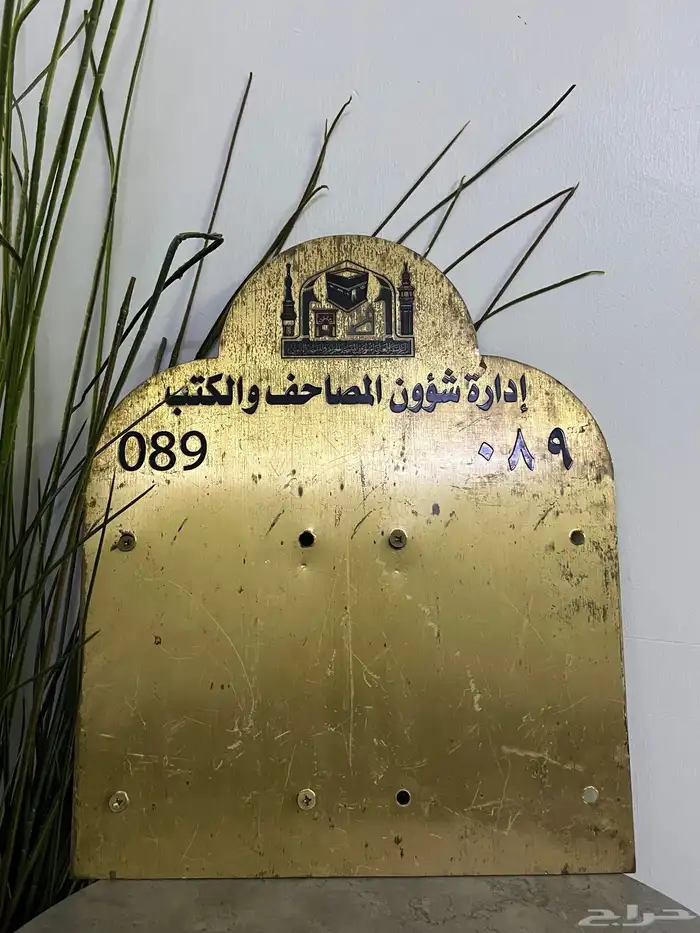 إدارة شؤون المصاحف والكتب
089 ٠٨٩
حراج